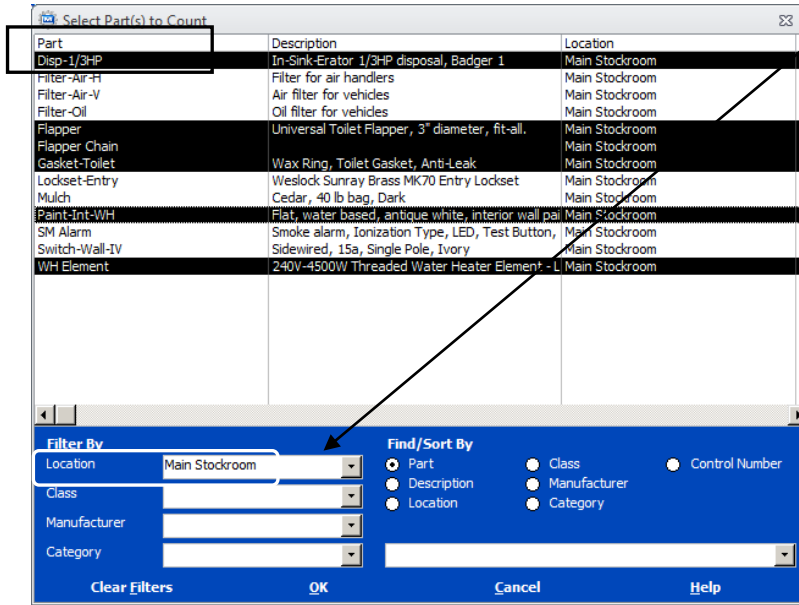 Select Part(s) to Count
Part Description Location
Disp-1/3HP In-Sink-Erator 1/3HP disposal, Badger 1 Main Stockroom
Filter-Air-H Filter for air handlers Main Stockroom
Filter-Air-V Air filter for vehicles Main Stockroom
Filter-Oil Oil filter for vehicles Main Stockroom
Flapper Universal Toilet Flapper, 3" diameter, fit-all. Main Stockroom
Flapper Chain Main Stockroom
Gasket-Toilet Wax Ring, Toilet Gasket, Anti-Leak Main Stockroom
Lockset-Entry Weslock Sunray Brass MK70 Entry Lockset Main Stockroom
Mulch Cedar, 40 lb bag, Dark Main Stockroom
Paint-Int-WH Flat, water based, antique white, interior wall pai Main Stockroom
SM Alarm Smoke alarm, Ionization Type, LED, Test Button, Main Stockroom
Switch-Wall-IV Sidewired, 15a, Single Pole, Ivory Main Stockroom
WH Element 240V-4500W Threaded Water Heater Element - L Main Stockroom
Filter By Find/Sort By
Location Main Stockroom Part Class Control Number
Class Description Manufacturer
Location Category
Manufacturer
Category
Clear Filters OK Cancel Help